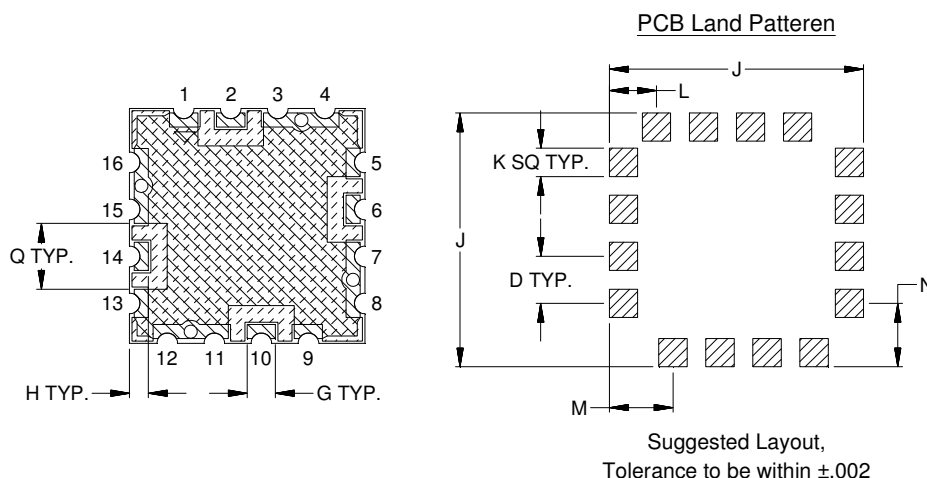 PCB Land Patteren
J
L
1 2 3 4
K SQ TYP.
16
5
15
6
Q TYP.
14
7
J
D TYP.
13
8
N
12 11 10 9
H TYP.
G TYP.
M
Suggested Layout,
Tolerance to be within ±.002